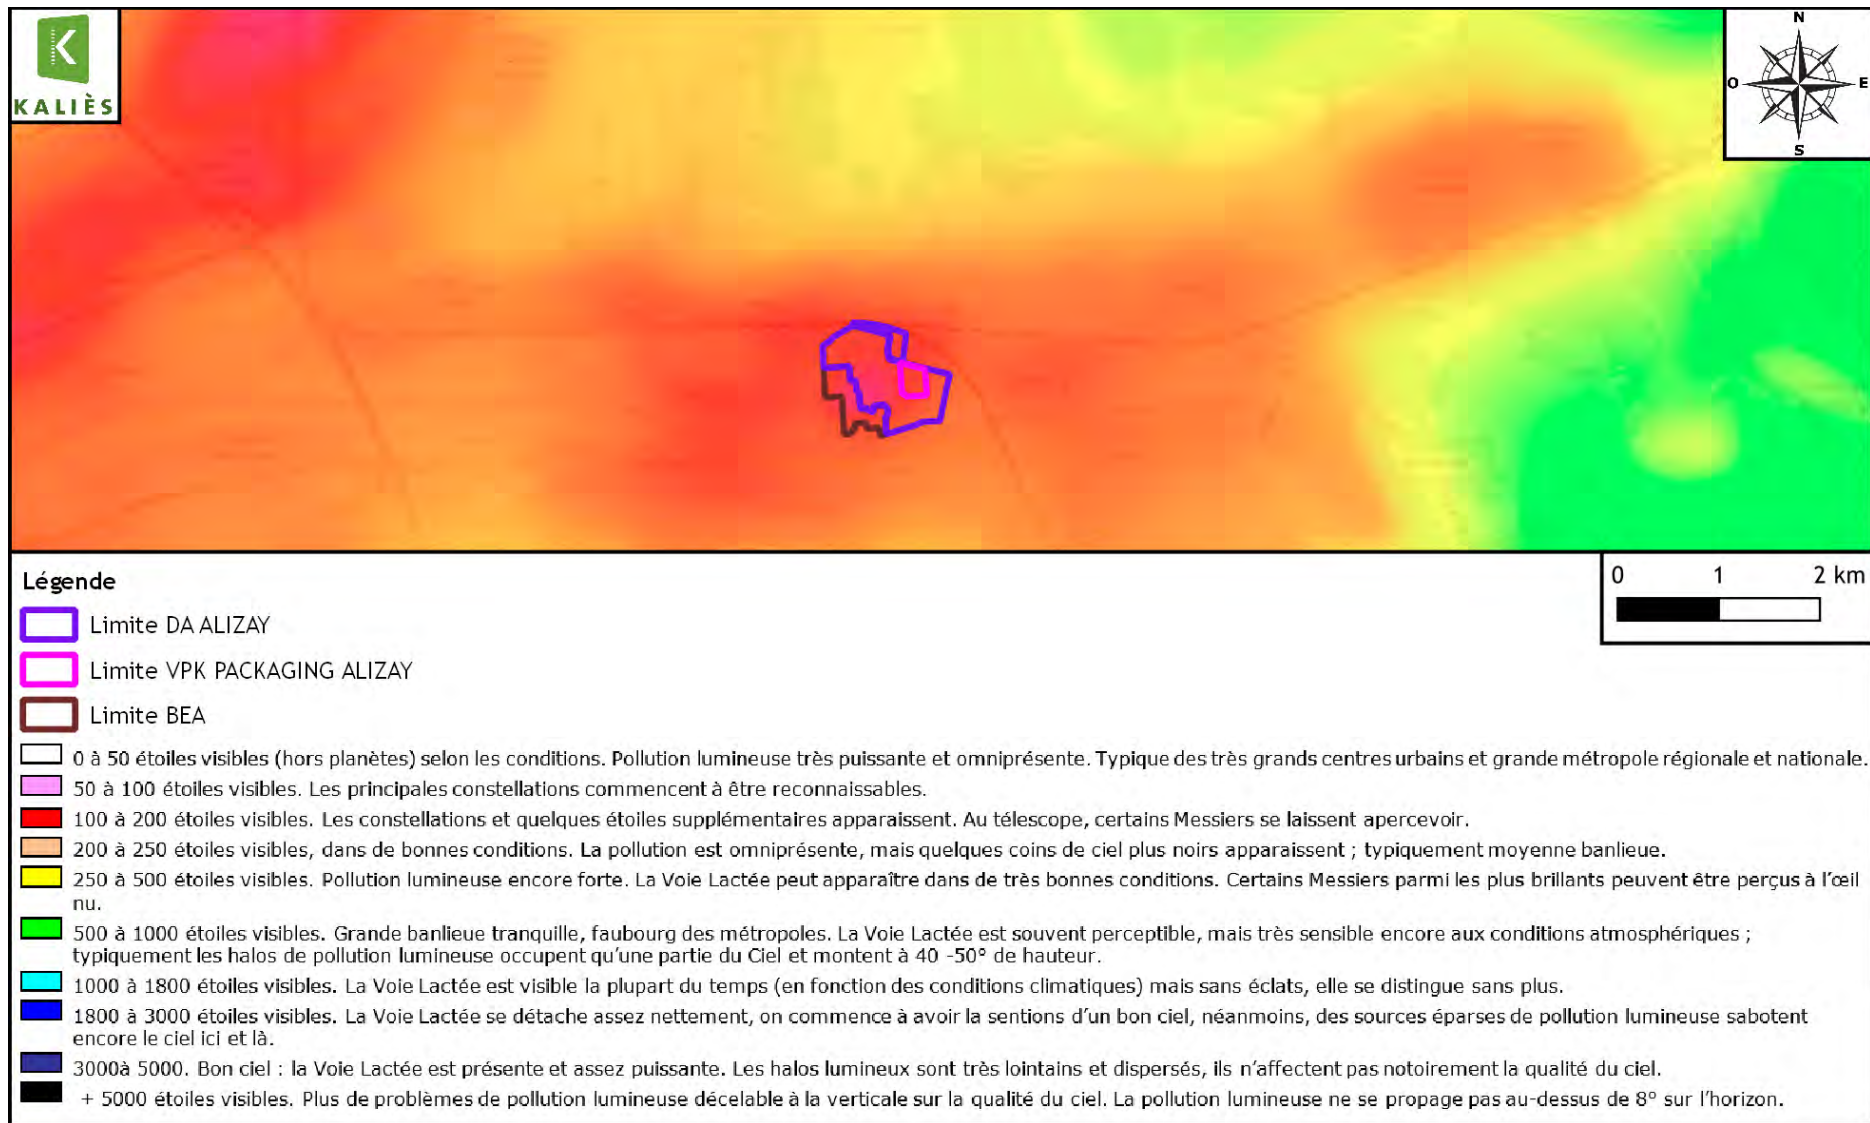 KALIÈS
N
O
E
S
Légende
Limite DA ALIZAY
Limite VPK PACKAGING ALIZAY
Limite BEA
0 1 2 km
0 à 50 étoiles visibles (hors planètes) selon les conditions. Pollution lumineuse très puissante et omniprésente. Typique des très grands centres urbains et grande métropole régionale et nationale.
50 à 100 étoiles visibles. Les principales constellations commencent à être reconnaissables.
100 à 200 étoiles visibles. Les constellations et quelques étoiles supplémentaires apparaissent. Au télescope, certains Messiers se laissent apercevoir.
200 à 250 étoiles visibles, dans de bonnes conditions. La pollution est omniprésente, mais quelques coins de ciel plus noirs apparaissent ; typiquement moyenne banlieue.
250 à 500 étoiles visibles. Pollution lumineuse encore forte. La Voie Lactée peut apparaître dans de très bonnes conditions. Certains Messiers parmi les plus brillants peuvent être perçus à l'œil
nu.
500 à 1000 étoiles visibles. Grande banlieue tranquille, faubourg des métropoles. La Voie Lactée est souvent perceptible, mais très sensible encore aux conditions atmosphériques ;
typiquement les halos de pollution lumineuse occupent qu'une partie du Ciel et montent à 40 -50° de hauteur.
1000 à 1800 étoiles visibles. La Voie Lactée est visible la plupart du temps (en fonction des conditions climatiques) mais sans éclats, elle se distingue sans plus.
1800 à 3000 étoiles visibles. La Voie Lactée se détache assez nettement, on commence à avoir la sentions d'un bon ciel, néanmoins, des sources éparses de pollution lumineuse sabotent
encore le ciel ici et là.
3000à 5000. Bon ciel : la Voie Lactée est présente et assez puissante. Les halos lumineux sont très lointains et dispersés, ils n'affectent pas notoirement la qualité du ciel.
+ 5000 étoiles visibles. Plus de problèmes de pollution lumineuse décelable à la verticale sur la qualité du ciel. La pollution lumineuse ne se propage pas au-dessus de 8° sur l'horizon.